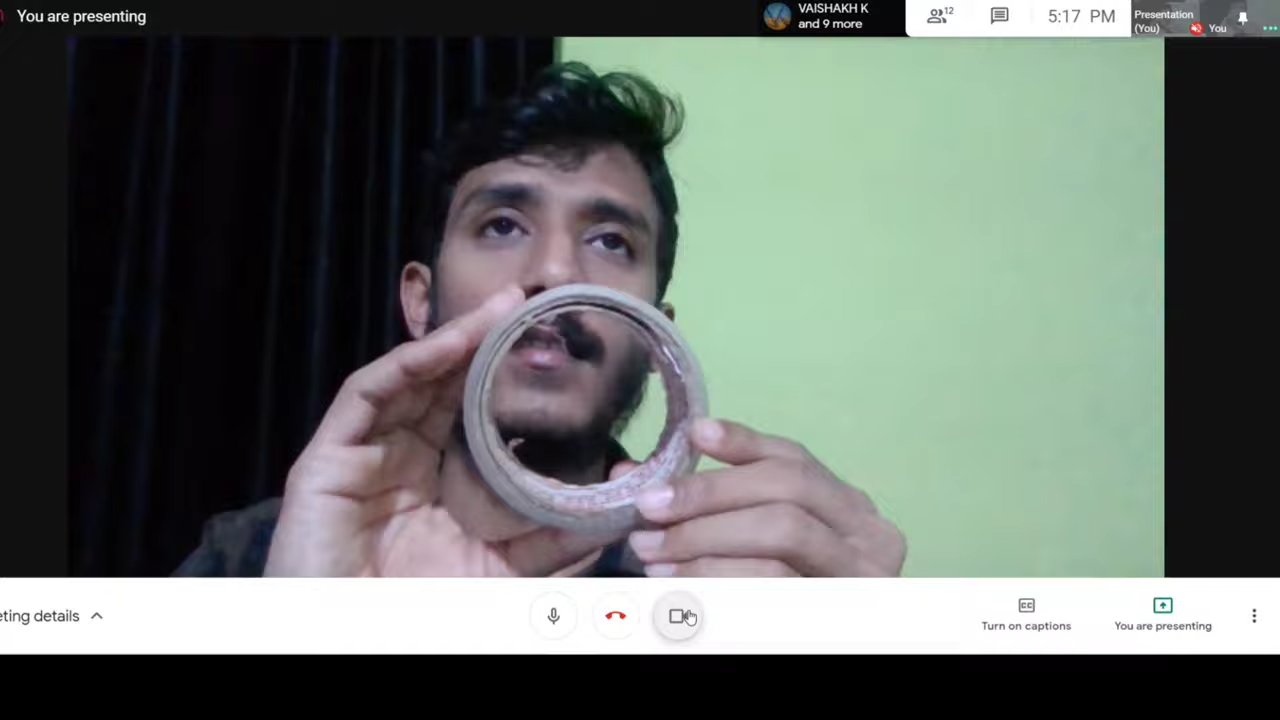 You are presenting
VAISHAKH K
and 9 more
12
5:17 PM
Presentation
(You)
You
eting details
CC
Turn on captions
You are presenting